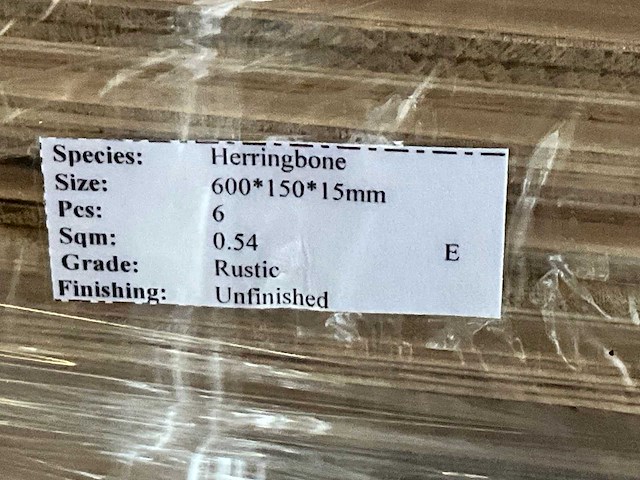 Species: Herringbone
Size: 600*150*15mm
Pcs: 6
Sqm: 0.54 E
Grade: Rustic
Finishing: Unfinished